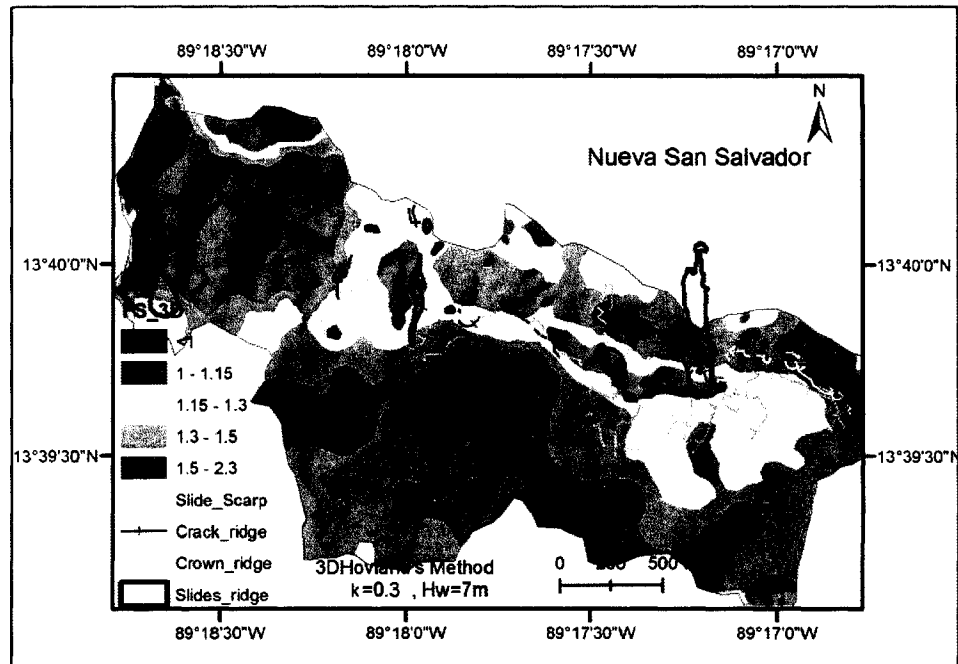 89°18'30"W 89°18'0"W 89°17'30"W 89°17'0"W
N
Nueva San Salvador
13°40'0"N 13°40'0"N
FS_3D
<1
1 - 1.15
1.15 - 1.3
1.3 - 1.5
1.5 - 2.3
13°39'30"N 13°39'30"N
Slide_Scarp
Crack_ridge
Crown_ridge
Slides_ridge
3DHovland's Method
k=0.3 , Hw=7m
0 500
89°18'30"W 89°18'0"W 89°17'30"W 89°17'0"W